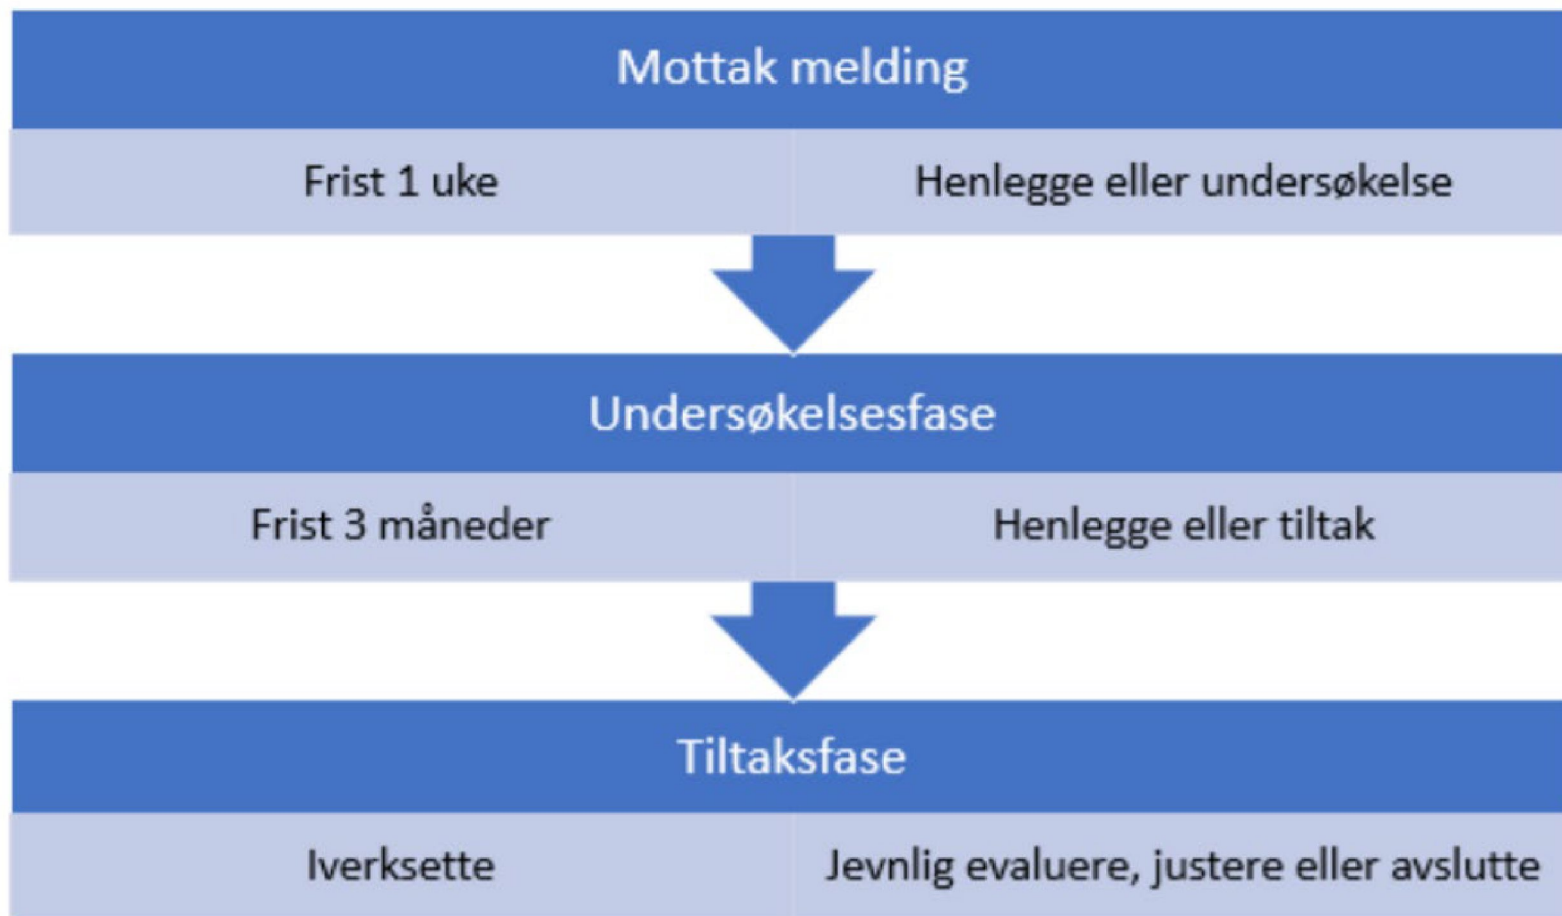 Mottak melding
Frist 1 uke
Henlegge eller undersøkelse
Undersøkelsesfase
Frist 3 måneder
Henlegge eller tiltak
Tiltaksfase
Iverksette
Jevnlig evaluere, justere eller avslutte